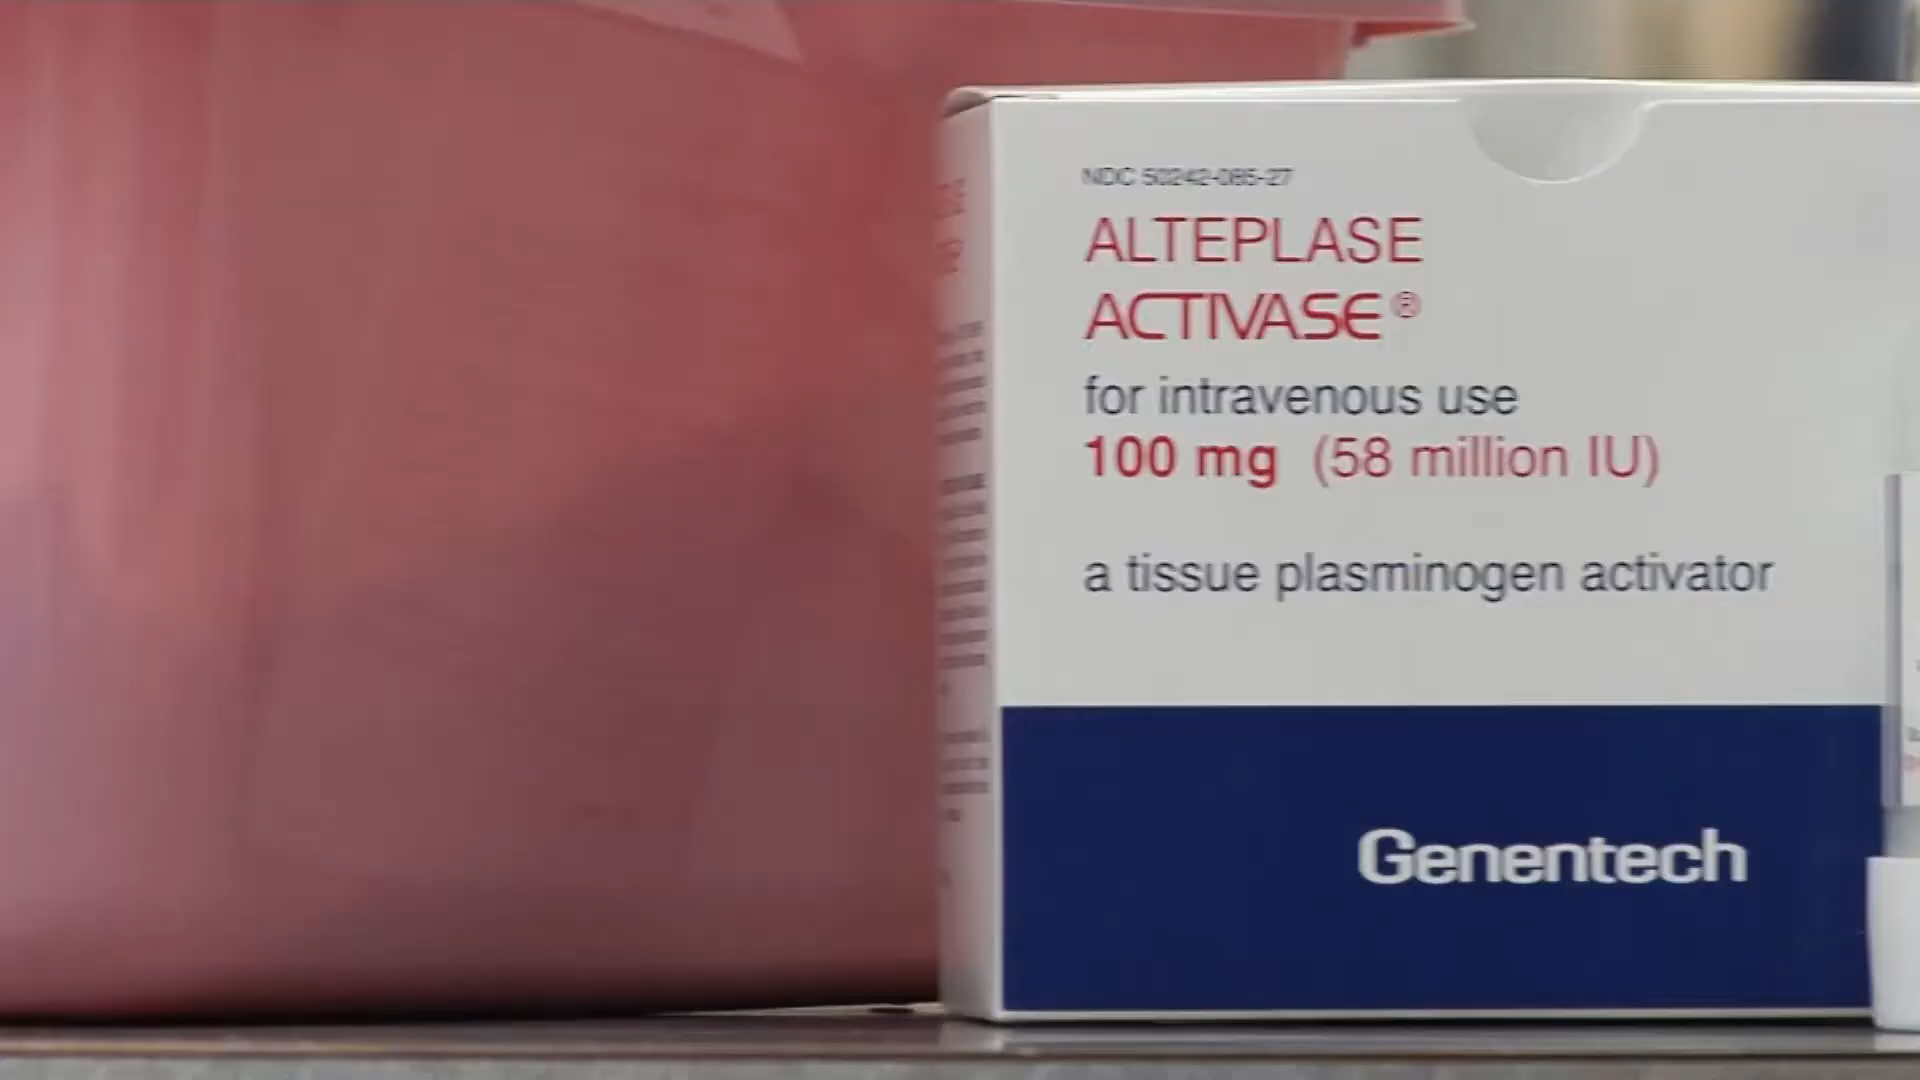 NDC 50242-085-27
ALTEPLASE
ACTIVASE®
for intravenous use
100 mg (58 million IU)
a tissue plasminogen activator
Genentech